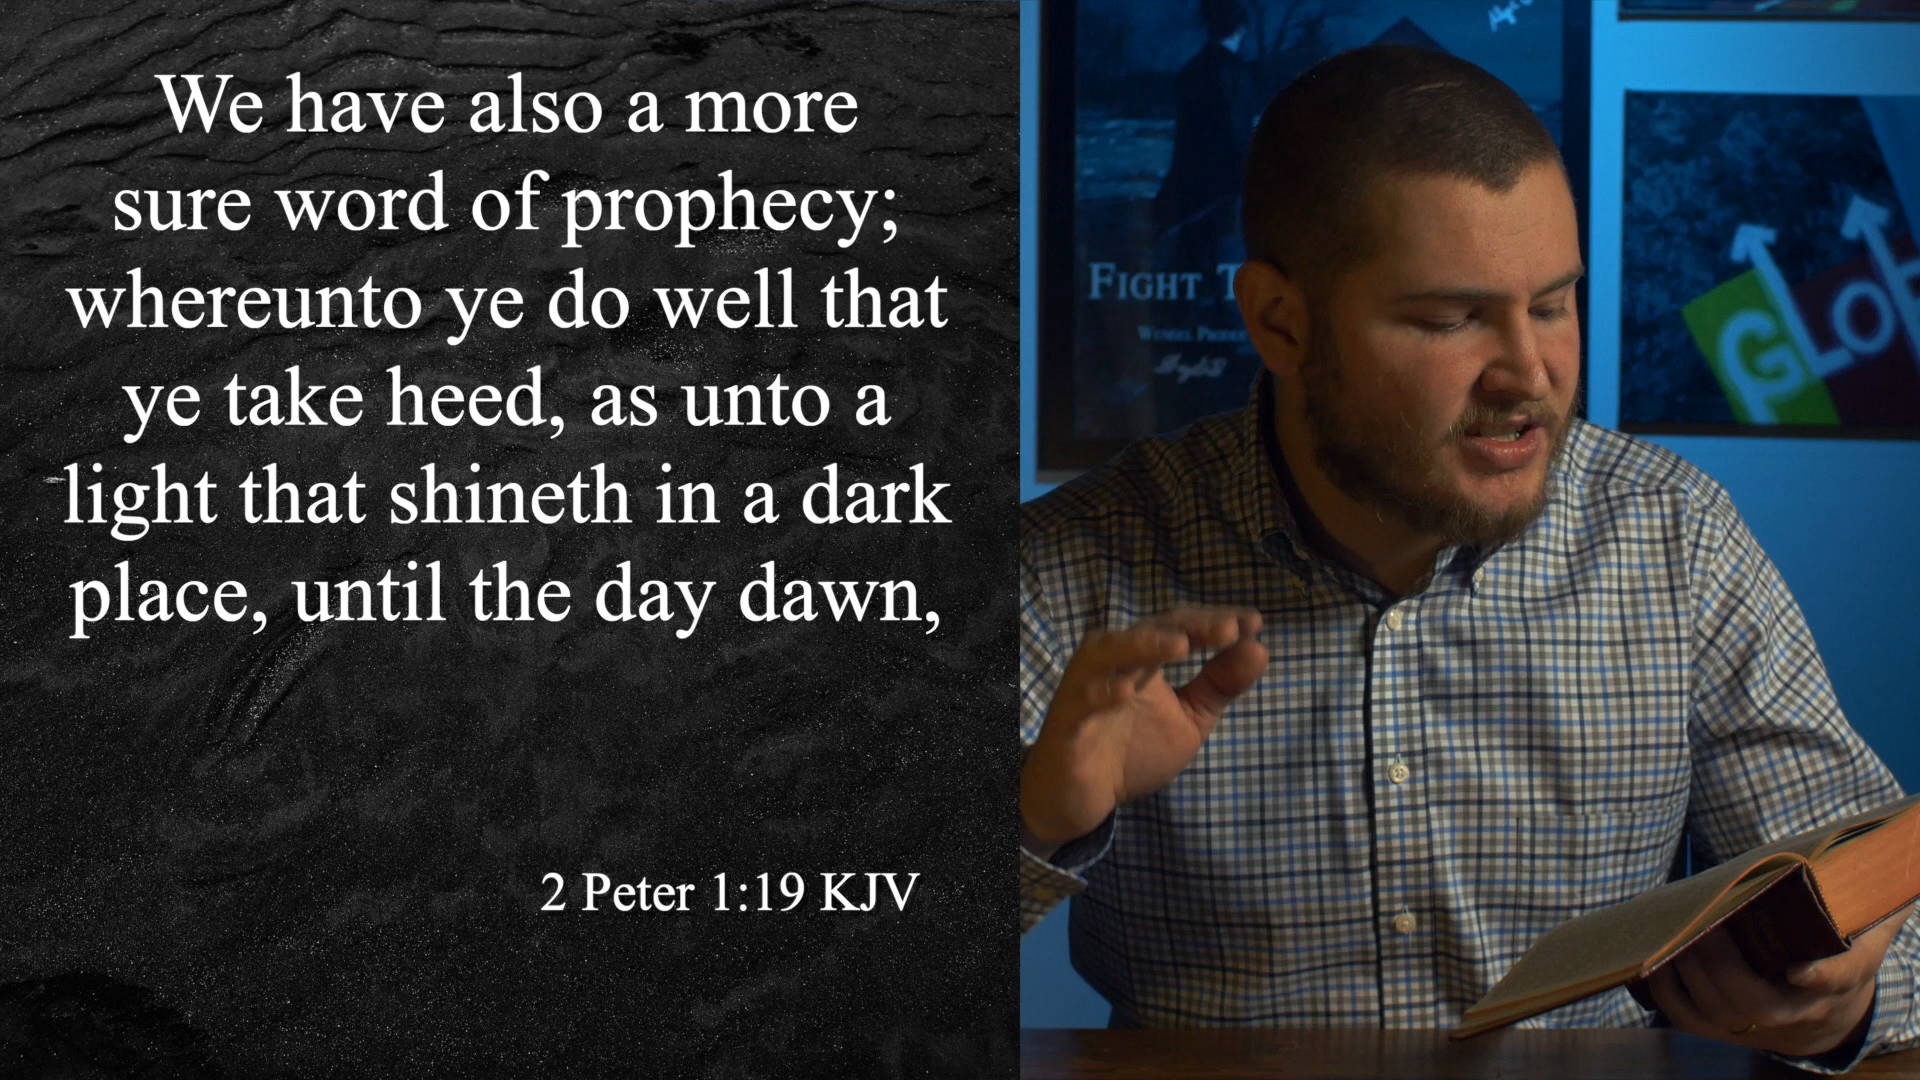 We have also a more
sure word of prophecy;
whereunto ye do well that
ye take heed, as unto a
light that shineth in a dark
place, until the day dawn,
2 Peter 1:19 KJV
FIGHT